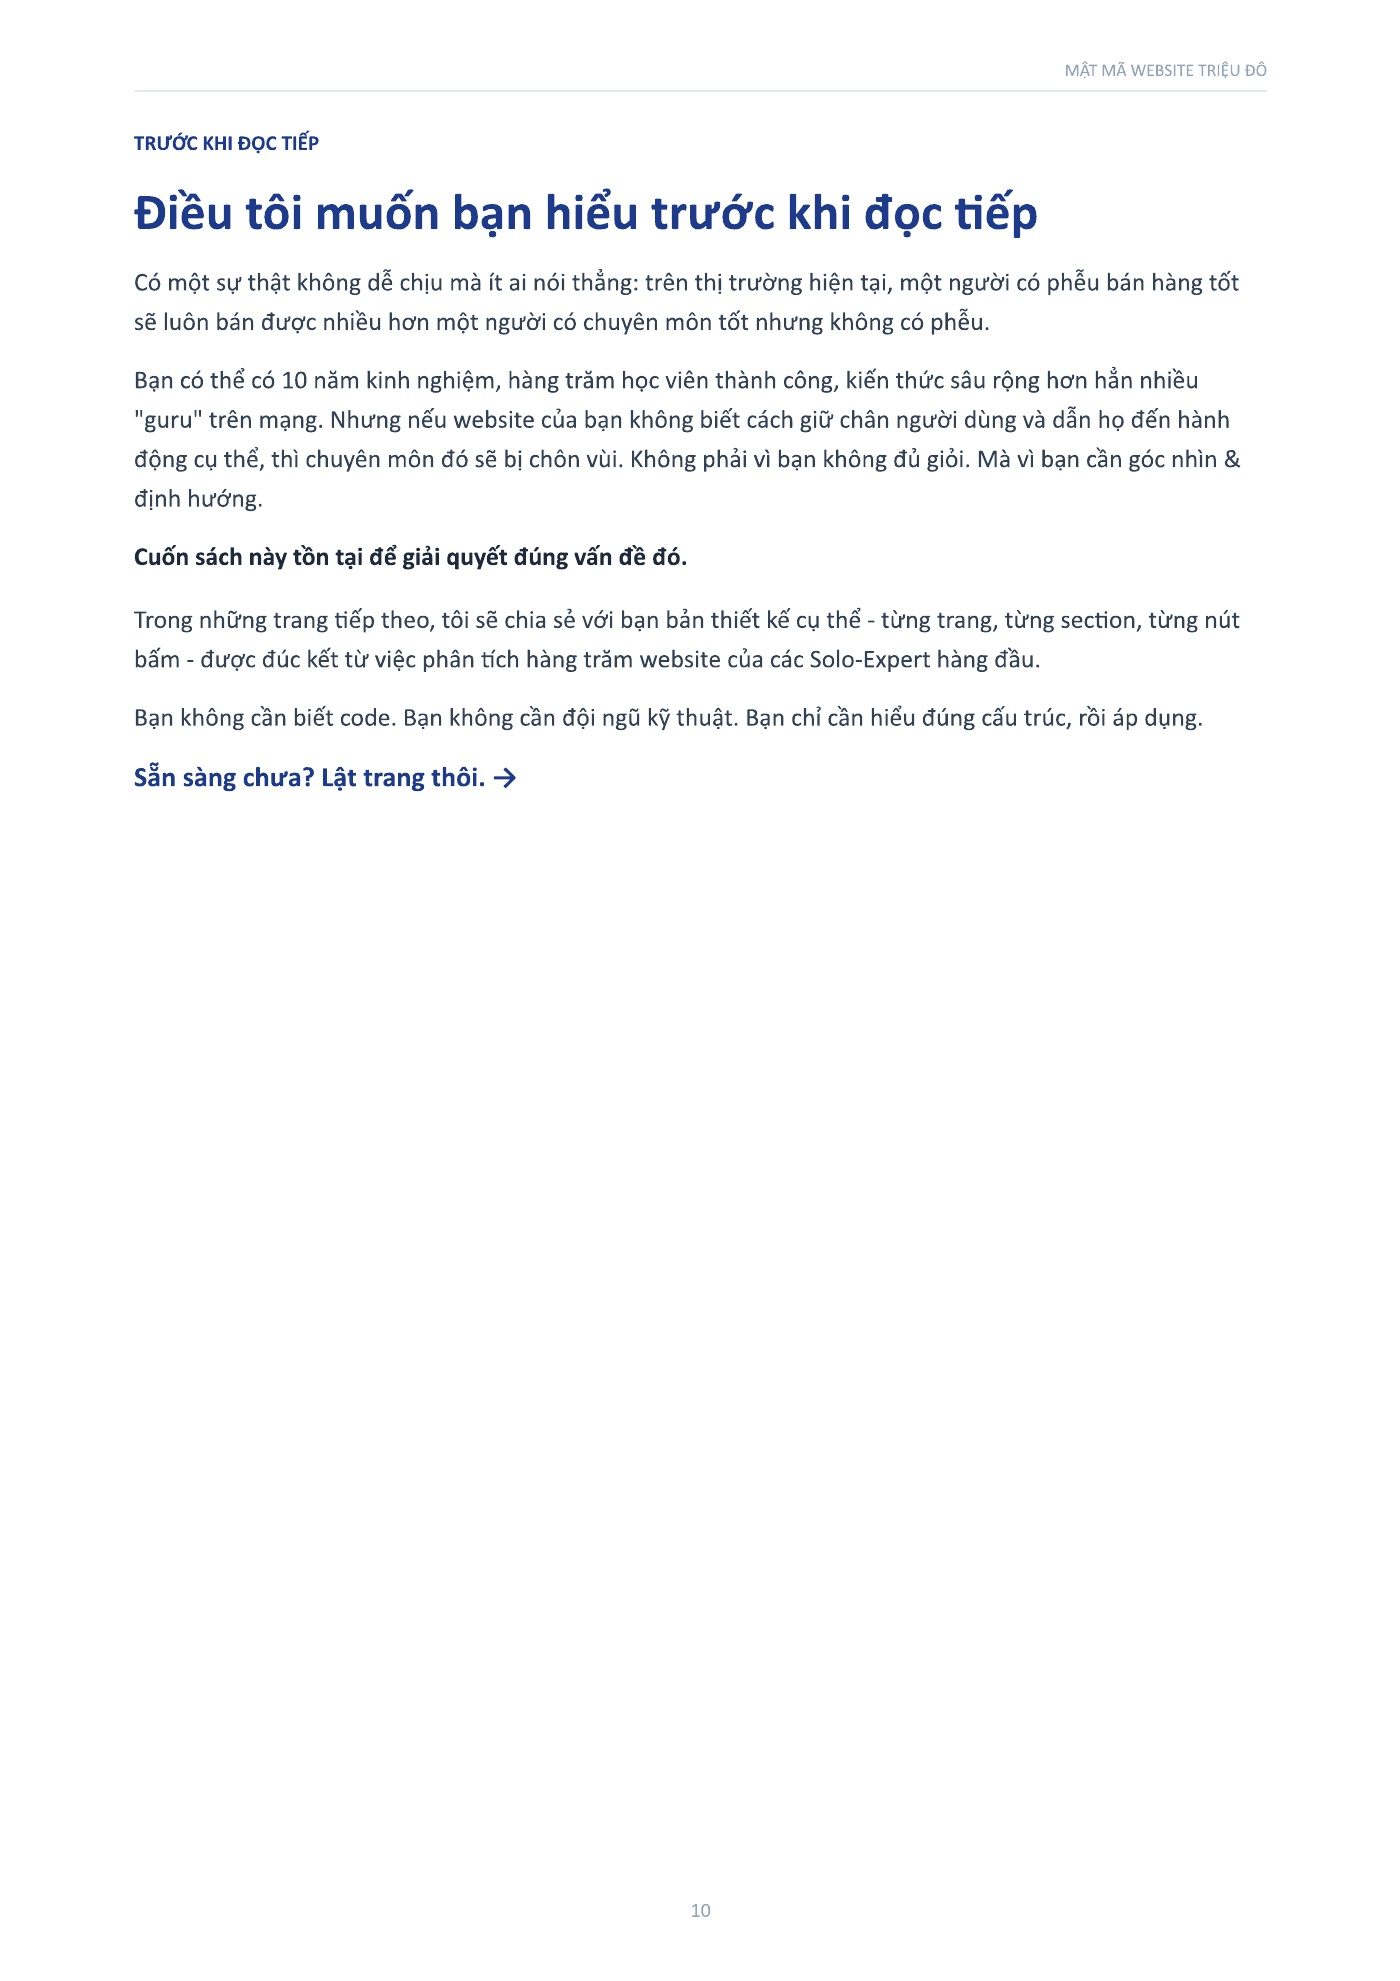 MẬT MÃ WEBSITE TRIỆU ĐÔ
TRƯỚC KHI ĐỌC TIẾP
Điều tôi muốn bạn hiểu trước khi đọc tiếp
Có một sự thật không dễ chịu mà ít ai nói thẳng: trên thị trường hiện tại, một người có phễu bán hàng tốt
sẽ luôn bán được nhiều hơn một người có chuyên môn tốt nhưng không có phễu.
Bạn có thể có 10 năm kinh nghiệm, hàng trăm học viên thành công, kiến thức sâu rộng hơn hẳn nhiều
"guru" trên mạng. Nhưng nếu website của bạn không biết cách giữ chân người dùng và dẫn họ đến hành
động cụ thể, thì chuyên môn đó sẽ bị chôn vùi. Không phải vì bạn không đủ giỏi. Mà vì bạn cần góc nhìn &
định hướng.
Cuốn sách này tồn tại để giải quyết đúng vấn đề đó.
Trong những trang tiếp theo, tôi sẽ chia sẻ với bạn bản thiết kế cụ thể - từng trang, từng section, từng nút
bấm - được đúc kết từ việc phân tích hàng trăm website của các Solo-Expert hàng đầu.
Bạn không cần biết code. Bạn không cần đội ngũ kỹ thuật. Bạn chỉ cần hiểu đúng cấu trúc, rồi áp dụng.
Sẵn sàng chưa? Lật trang thôi. →
10